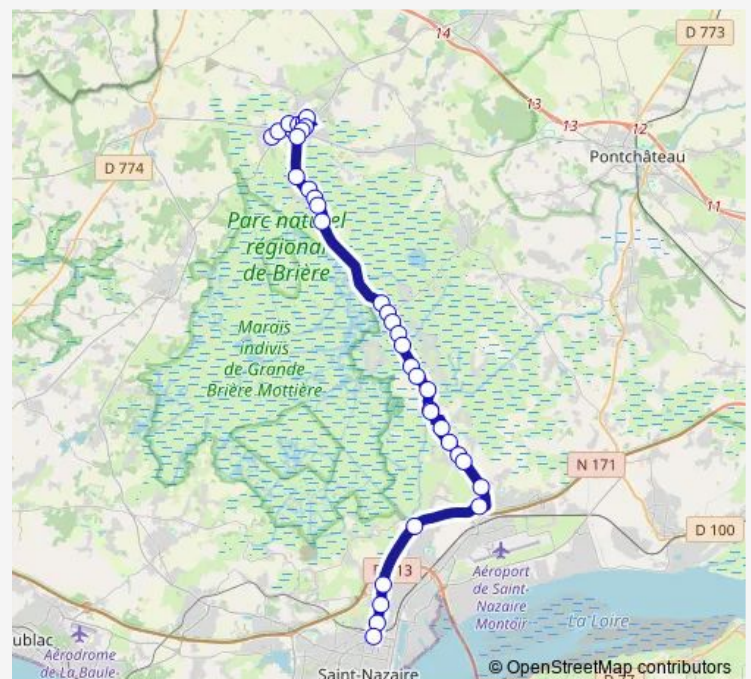 14
D 773
13
13
12
Pontchâteau
D 774
11
Parc naturel
régional
de Brière
Marais
indivis
de Grande
Brière Mottière
N 171
D 100
Aéroport
de Saint-
Nazaire
Montoir
La Loire
ublac
Aérodrome
de La Baule-
Saint-Nazaire
© OpenStreetMap contributors